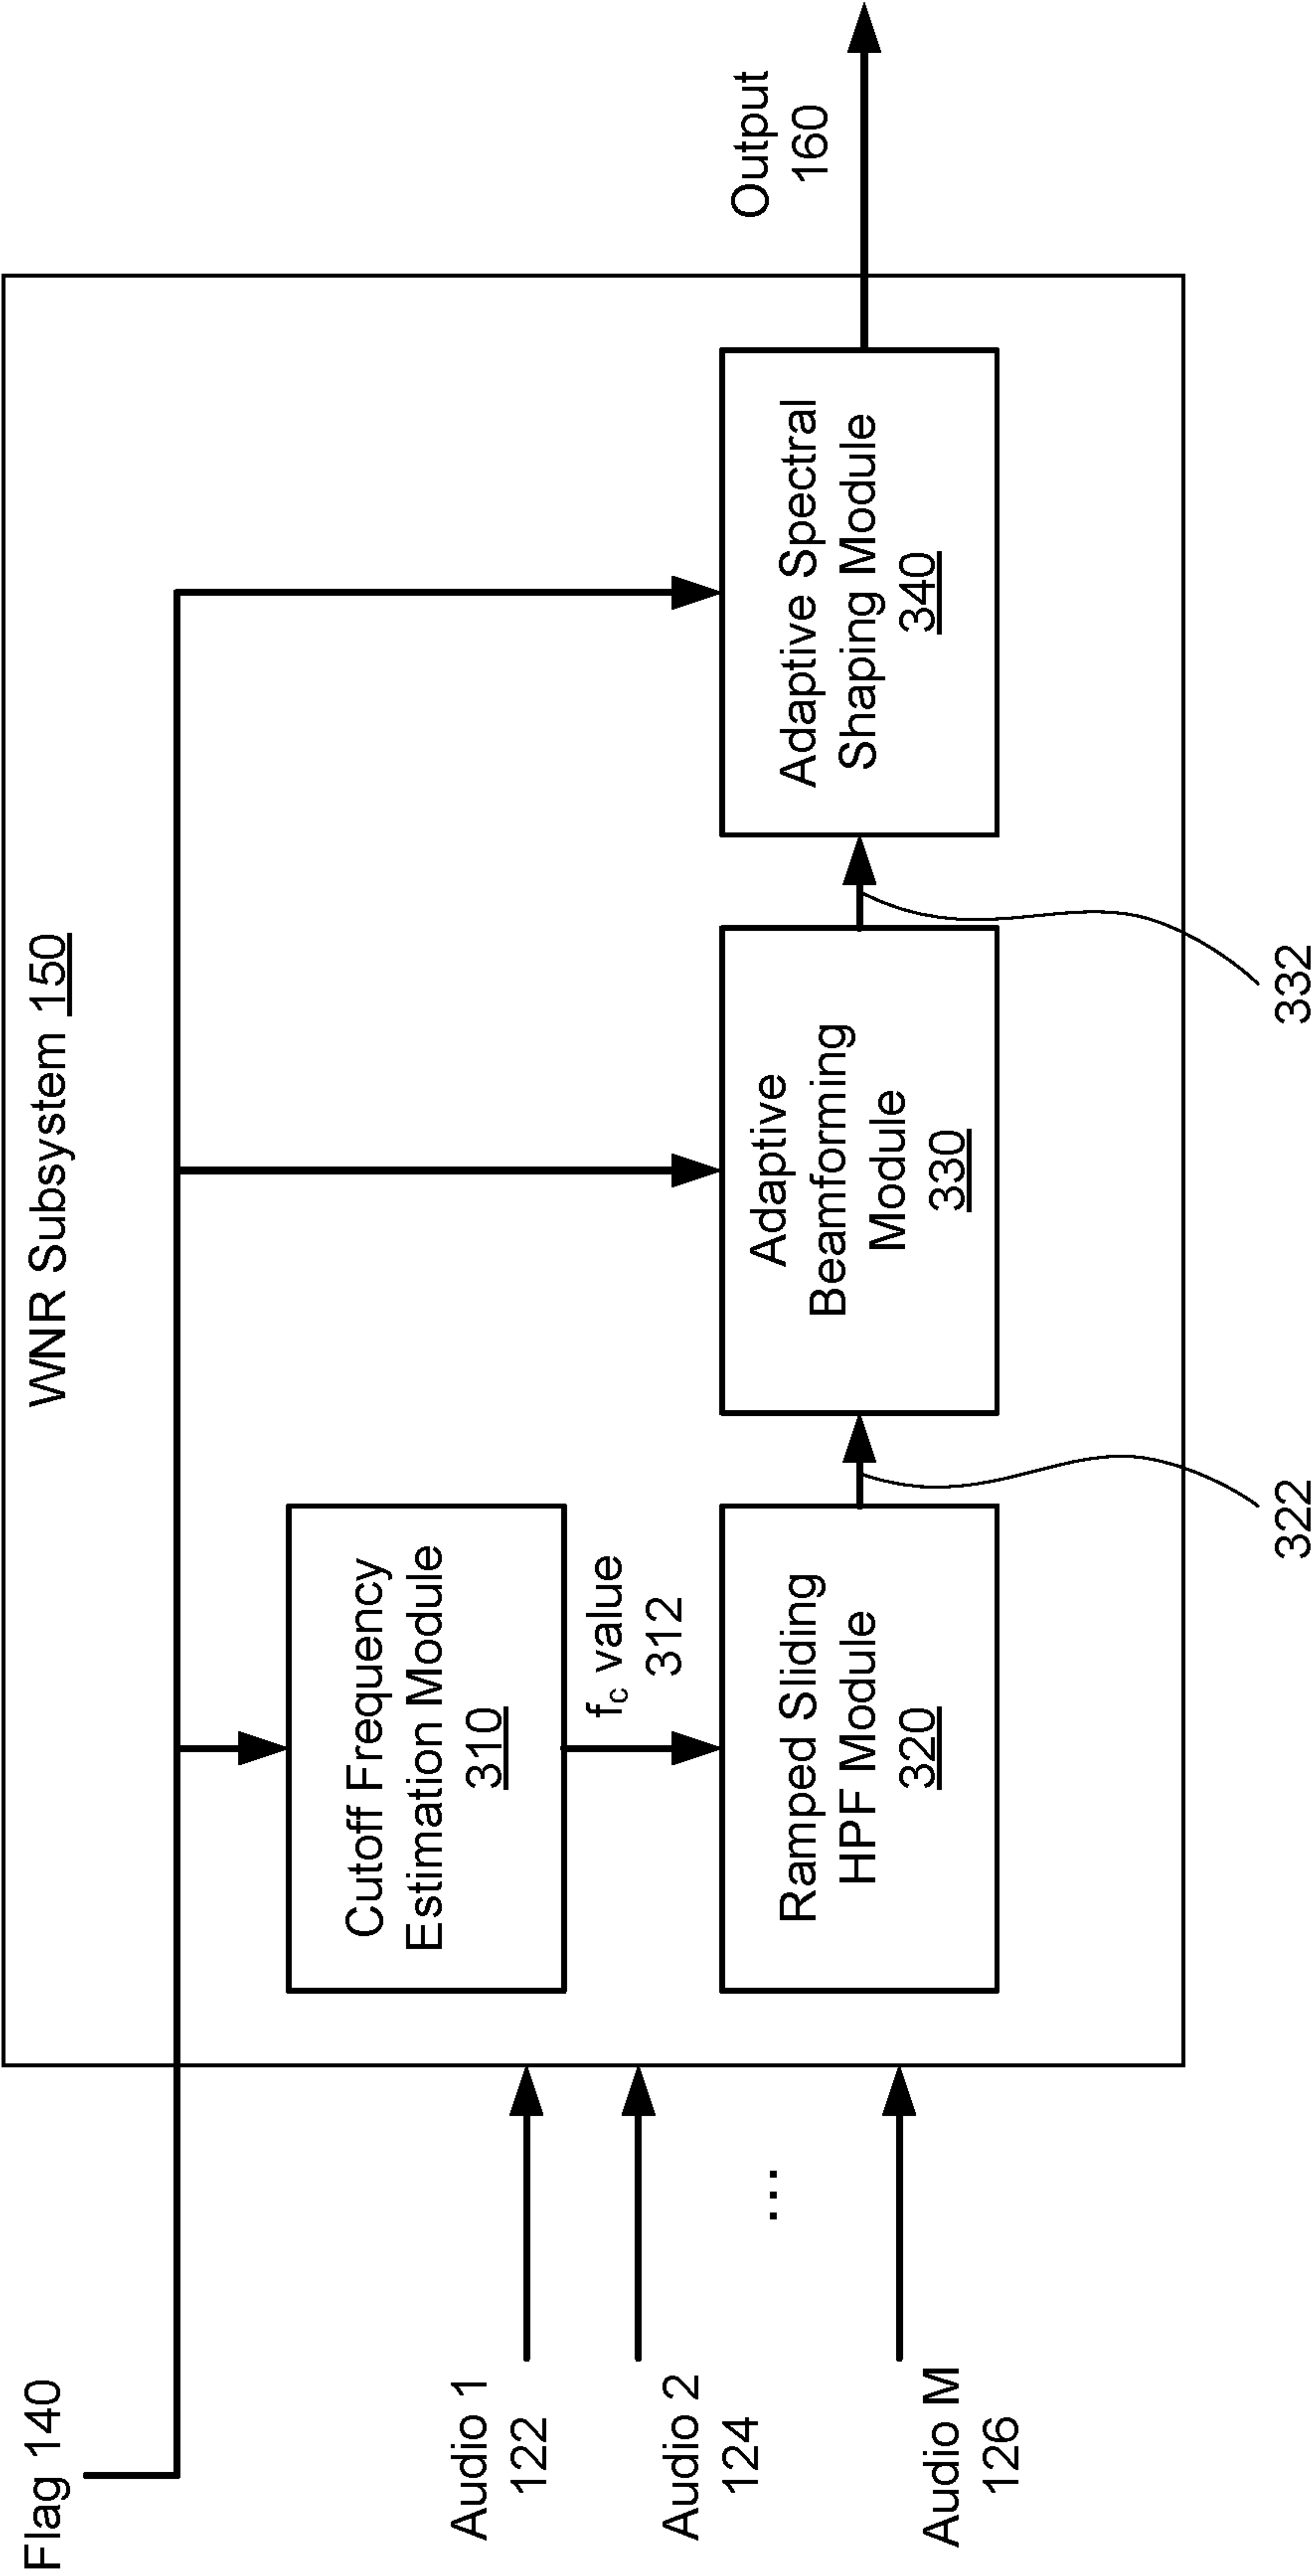 Flag 140
WNR Subsystem 150
Cutoff Frequency
Estimation Module
310
fc value
312
Audio 1
122
Audio 2
124
...
Audio M
126
Ramped Sliding
HPF Module
320
Adaptive
Beamforming
Module
330
Adaptive Spectral
Shaping Module
340
Output
160
322
332